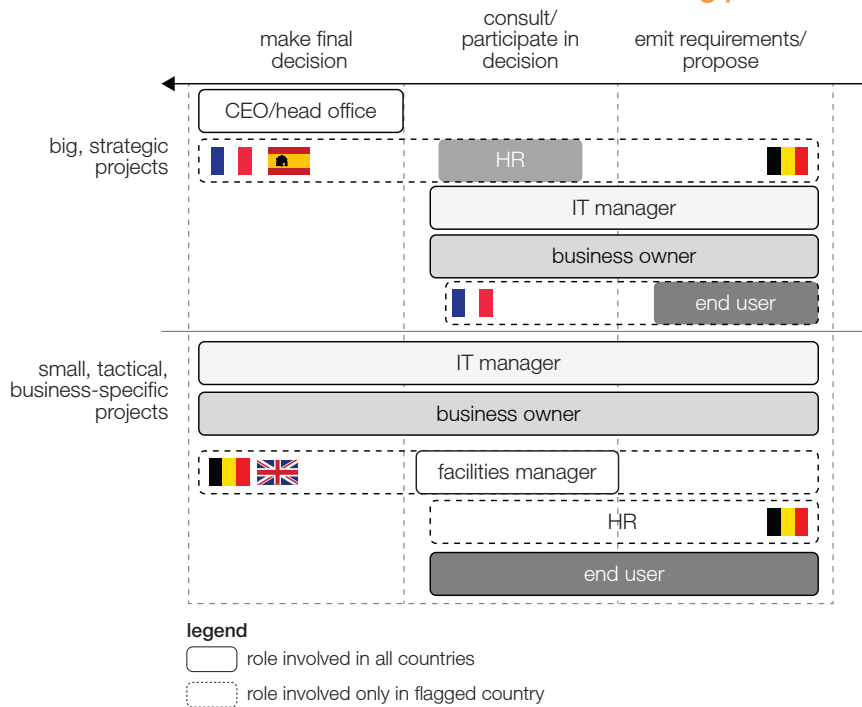 make final
decision
consult/
participate in
decision
emit requirements/
propose
big, strategic
projects
CEO/head office
HR
IT manager
business owner
end user
small, tactical,
business-specific
projects
IT manager
business owner
facilities manager
HR
end user
legend
role involved in all countries
role involved only in flagged country